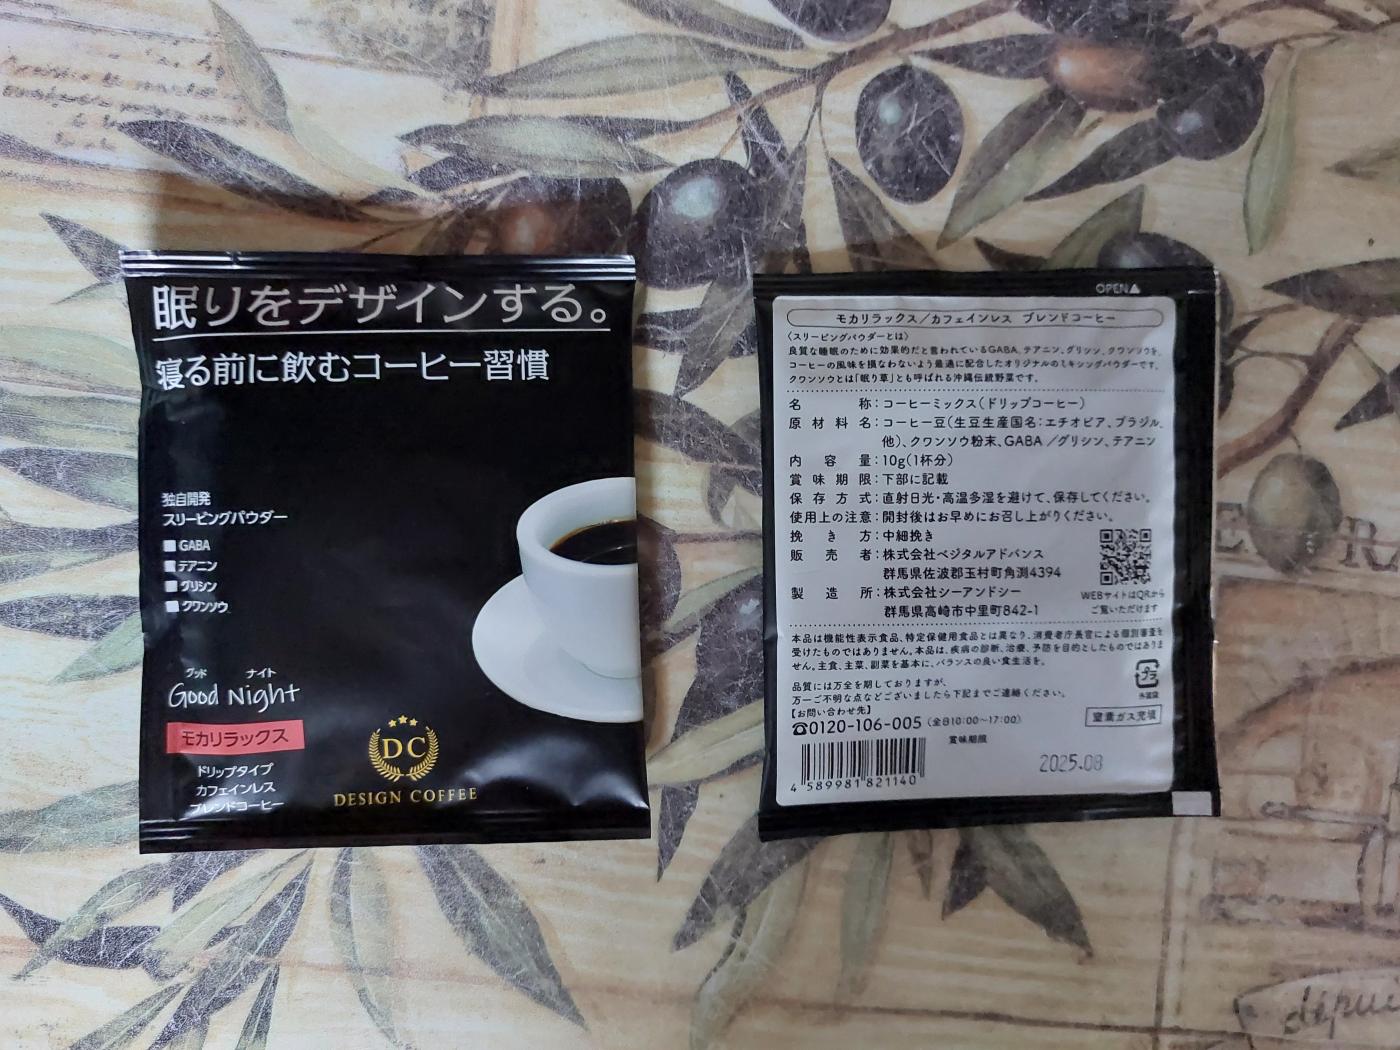 眠りをデザインする。
寝る前に飲むコーヒー習慣
独自開発
スリーピングパウダー
GABA
テアニン
グリシン
クワンソウ
グッド ナイト
Good Night
モカリラックス
ドリップタイプ
カフェインレス
ブレンドコーヒー
DC
DESIGN COFFEE
OPEN▲
モカリラックス／カフェインレス ブレンドコーヒー
〈スリーピングパウダーとは〉
良質な睡眠のために効果的だと言われているGABA、テアニン、グリシン、クワンソウを、
コーヒーの風味を損なわないよう最適に配合したオリジナルのミキシングパウダーです。
クワンソウとは「眠り草」とも呼ばれる沖縄伝統野菜です。
名称：コーヒーミックス（ドリップコーヒー）
原材料名：コーヒー豆（生豆生産国名：エチオピア、ブラジル、
他）、クワンソウ粉末、GABA ／グリシン、テアニン
内容量：10g（1杯分）
賞味期限：下部に記載
保存方式：直射日光・高温多湿を避けて、保存してください。
使用上の注意：開封後はお早めにお召し上がりください。
挽き方：中細挽き
販売者：株式会社ベジタルアドバンス
群馬県佐波郡玉村町角渕4394
製造所：株式会社シーアンドシー
群馬県高崎市中里町842-1
WEBサイトはQRから
ご覧いただけます
本品は機能性表示食品、特定保健用食品とは異なり、消費者庁長官による個別審査を
受けたものではありません。本品は、疾病の診断、治療、予防を目的としたものではありま
せん。主食、主菜、副菜を基本に、バランスの良い食生活を。
プラ
外装袋
品質には万全を期しておりますが、
万一ご不明な点などございましたら下記までご連絡ください。
【お問い合わせ先】
☎0120-106-005（全日10:00～17:00）
窒素ガス充填
賞味期限
2025.08
4 589981 821140
dépui